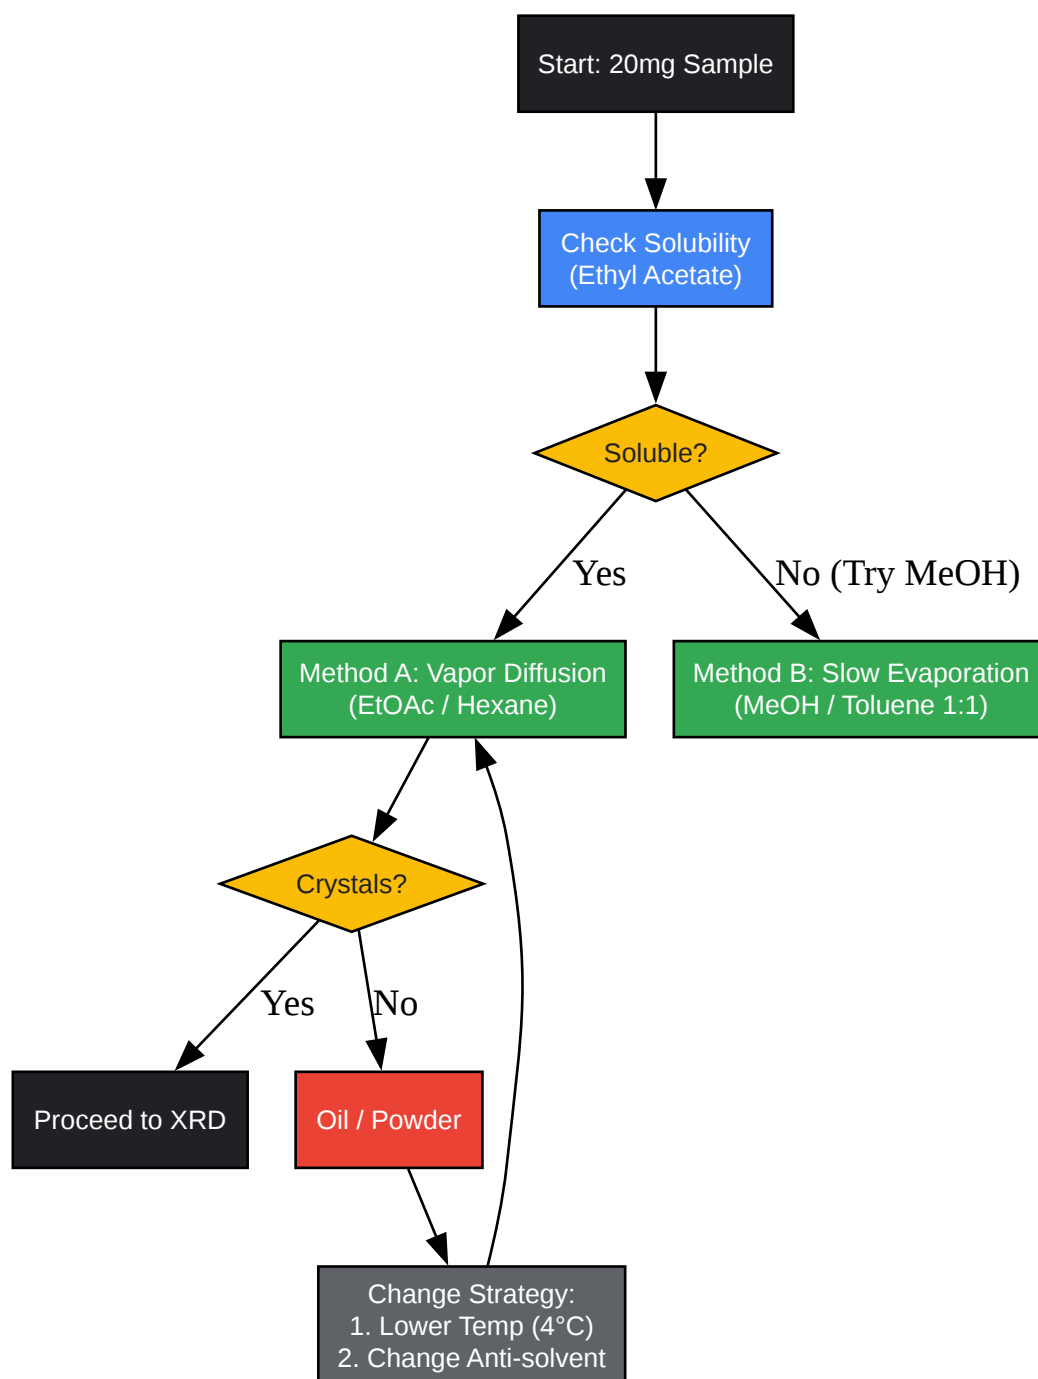 Start: 20mg Sample
Check Solubility
(Ethyl Acetate)
Soluble?
Yes
No (Try MeOH)
Method A: Vapor Diffusion
(EtOAc / Hexane)
Method B: Slow Evaporation
(MeOH / Toluene 1:1)
Crystals?
Yes
No
Proceed to XRD
Oil / Powder
Change Strategy:
1. Lower Temp (4°C)
2. Change Anti-solvent